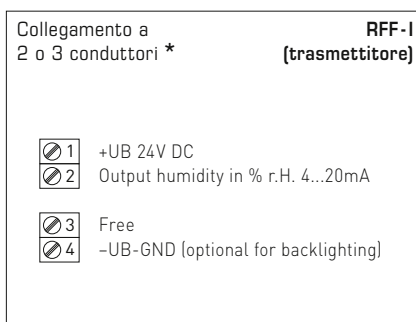 Collegamento a RFF-I
2 o 3 conduttori * (trasmettitore)
1 +UB 24V DC
2 Output humidity in % r.H. 4...20mA
3 Free
4 –UB-GND (optional for backlighting)